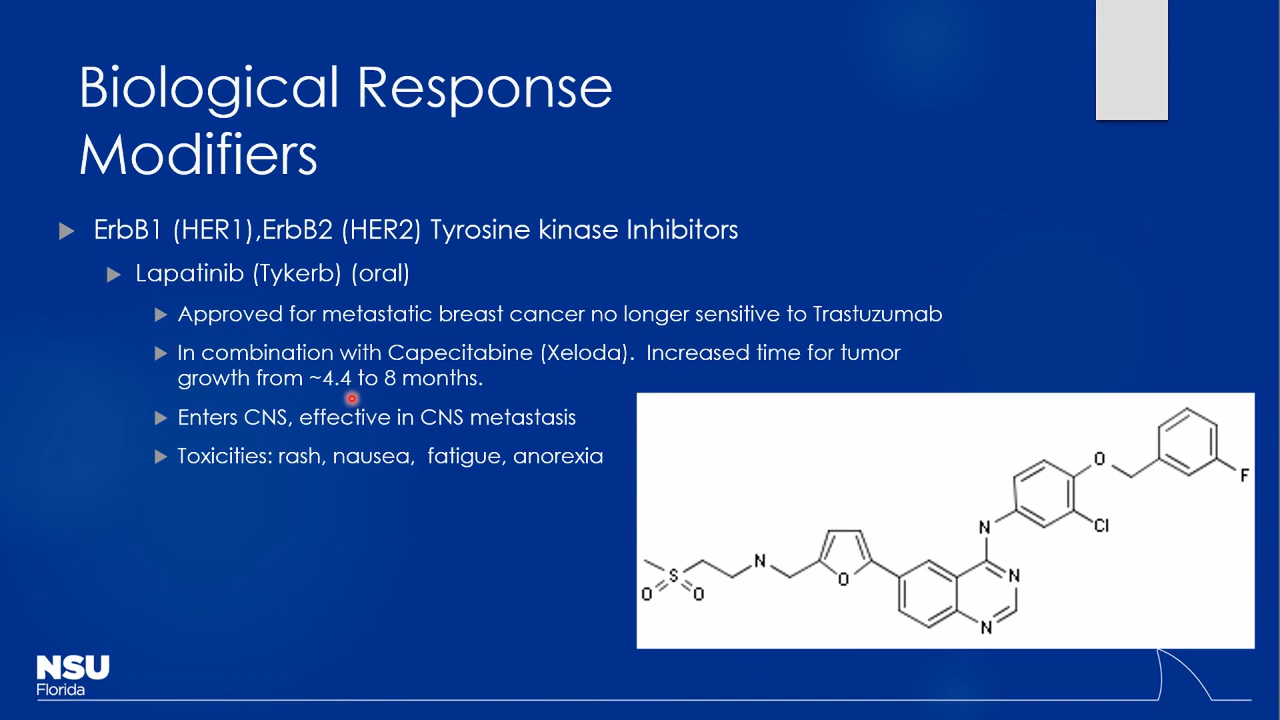 Biological Response
Modifiers
ErbB1 (HER1),ErbB2 (HER2) Tyrosine kinase Inhibitors
Lapatinib (Tykerb) (oral)
Approved for metastatic breast cancer no longer sensitive to Trastuzumab
In combination with Capecitabine (Xeloda).  Increased time for tumor
growth from ~4.4 to 8 months.
Enters CNS, effective in CNS metastasis
Toxicities: rash, nausea,  fatigue, anorexia
O
F
Cl
N
N
S
O
O
N
O
N
N
NSU
Florida